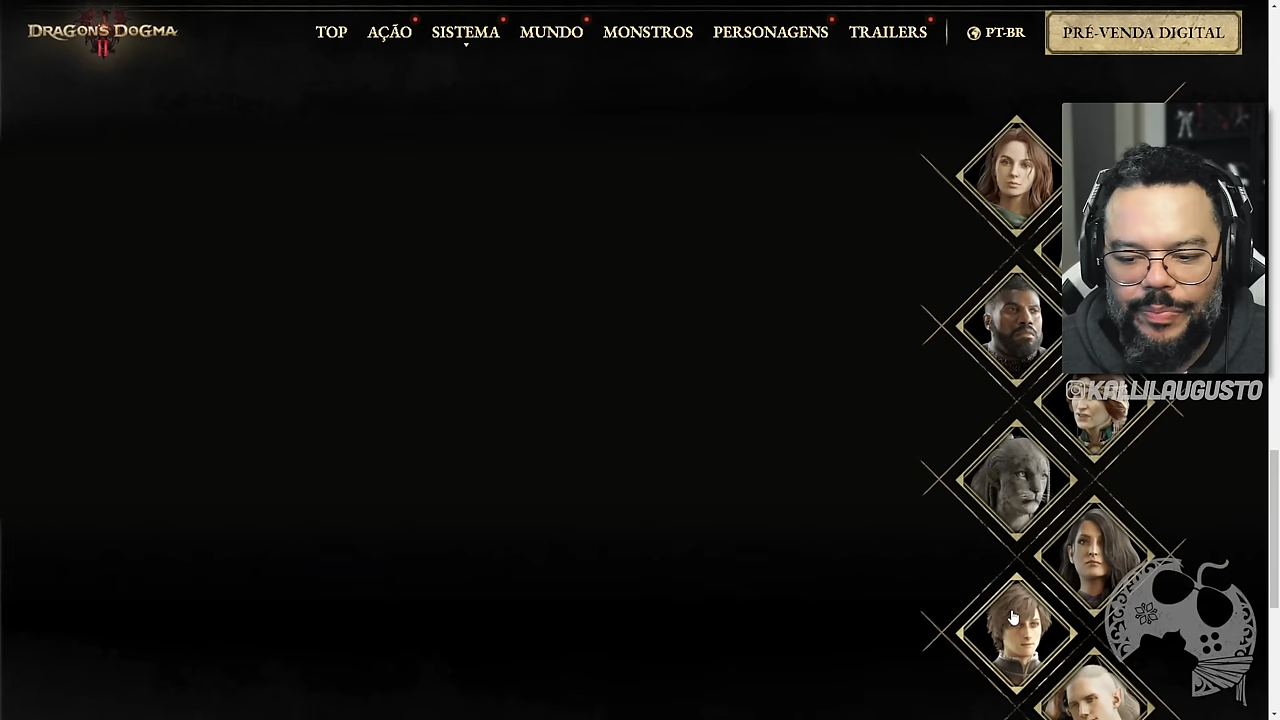 DRAGON'S DOGMA
II
TOP
AÇÃO
SISTEMA
MUNDO
MONSTROS
PERSONAGENS
TRAILERS
PT-BR
PRÉ-VENDA DIGITAL
KALLILAUGUSTO